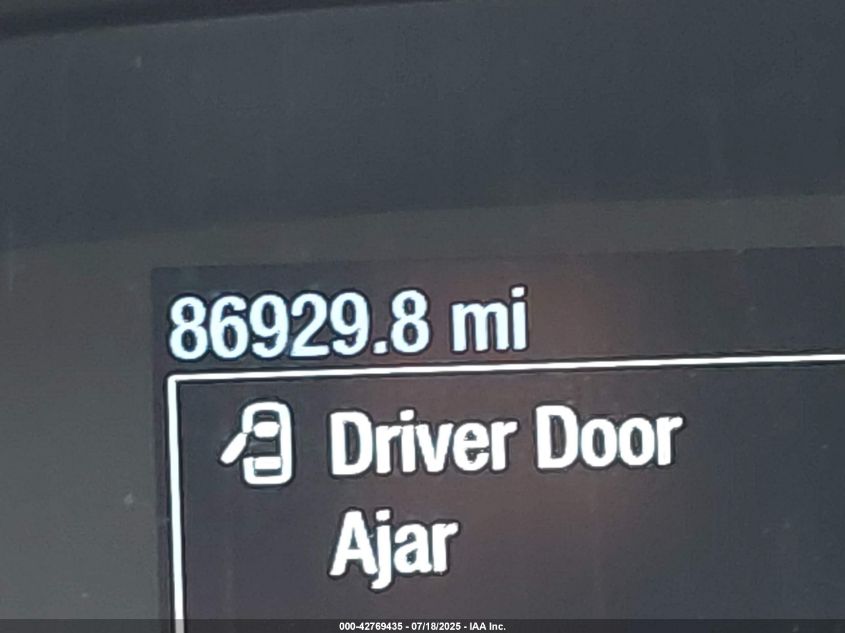 86929.8 mi
Driver Door
Ajar
000-42769435 - 07/18/2025 - IAA Inc.